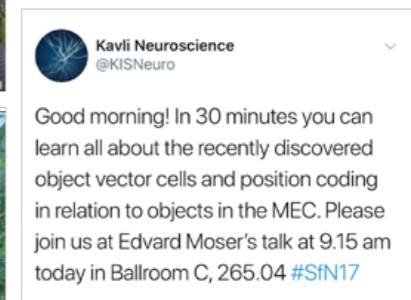 Kavli Neuroscience
@KISNeuro
Good morning! In 30 minutes you can
learn all about the recently discovered
object vector cells and position coding
in relation to objects in the MEC. Please
join us at Edvard Moser's talk at 9.15 am
today in Ballroom C, 265.04 #SfN17